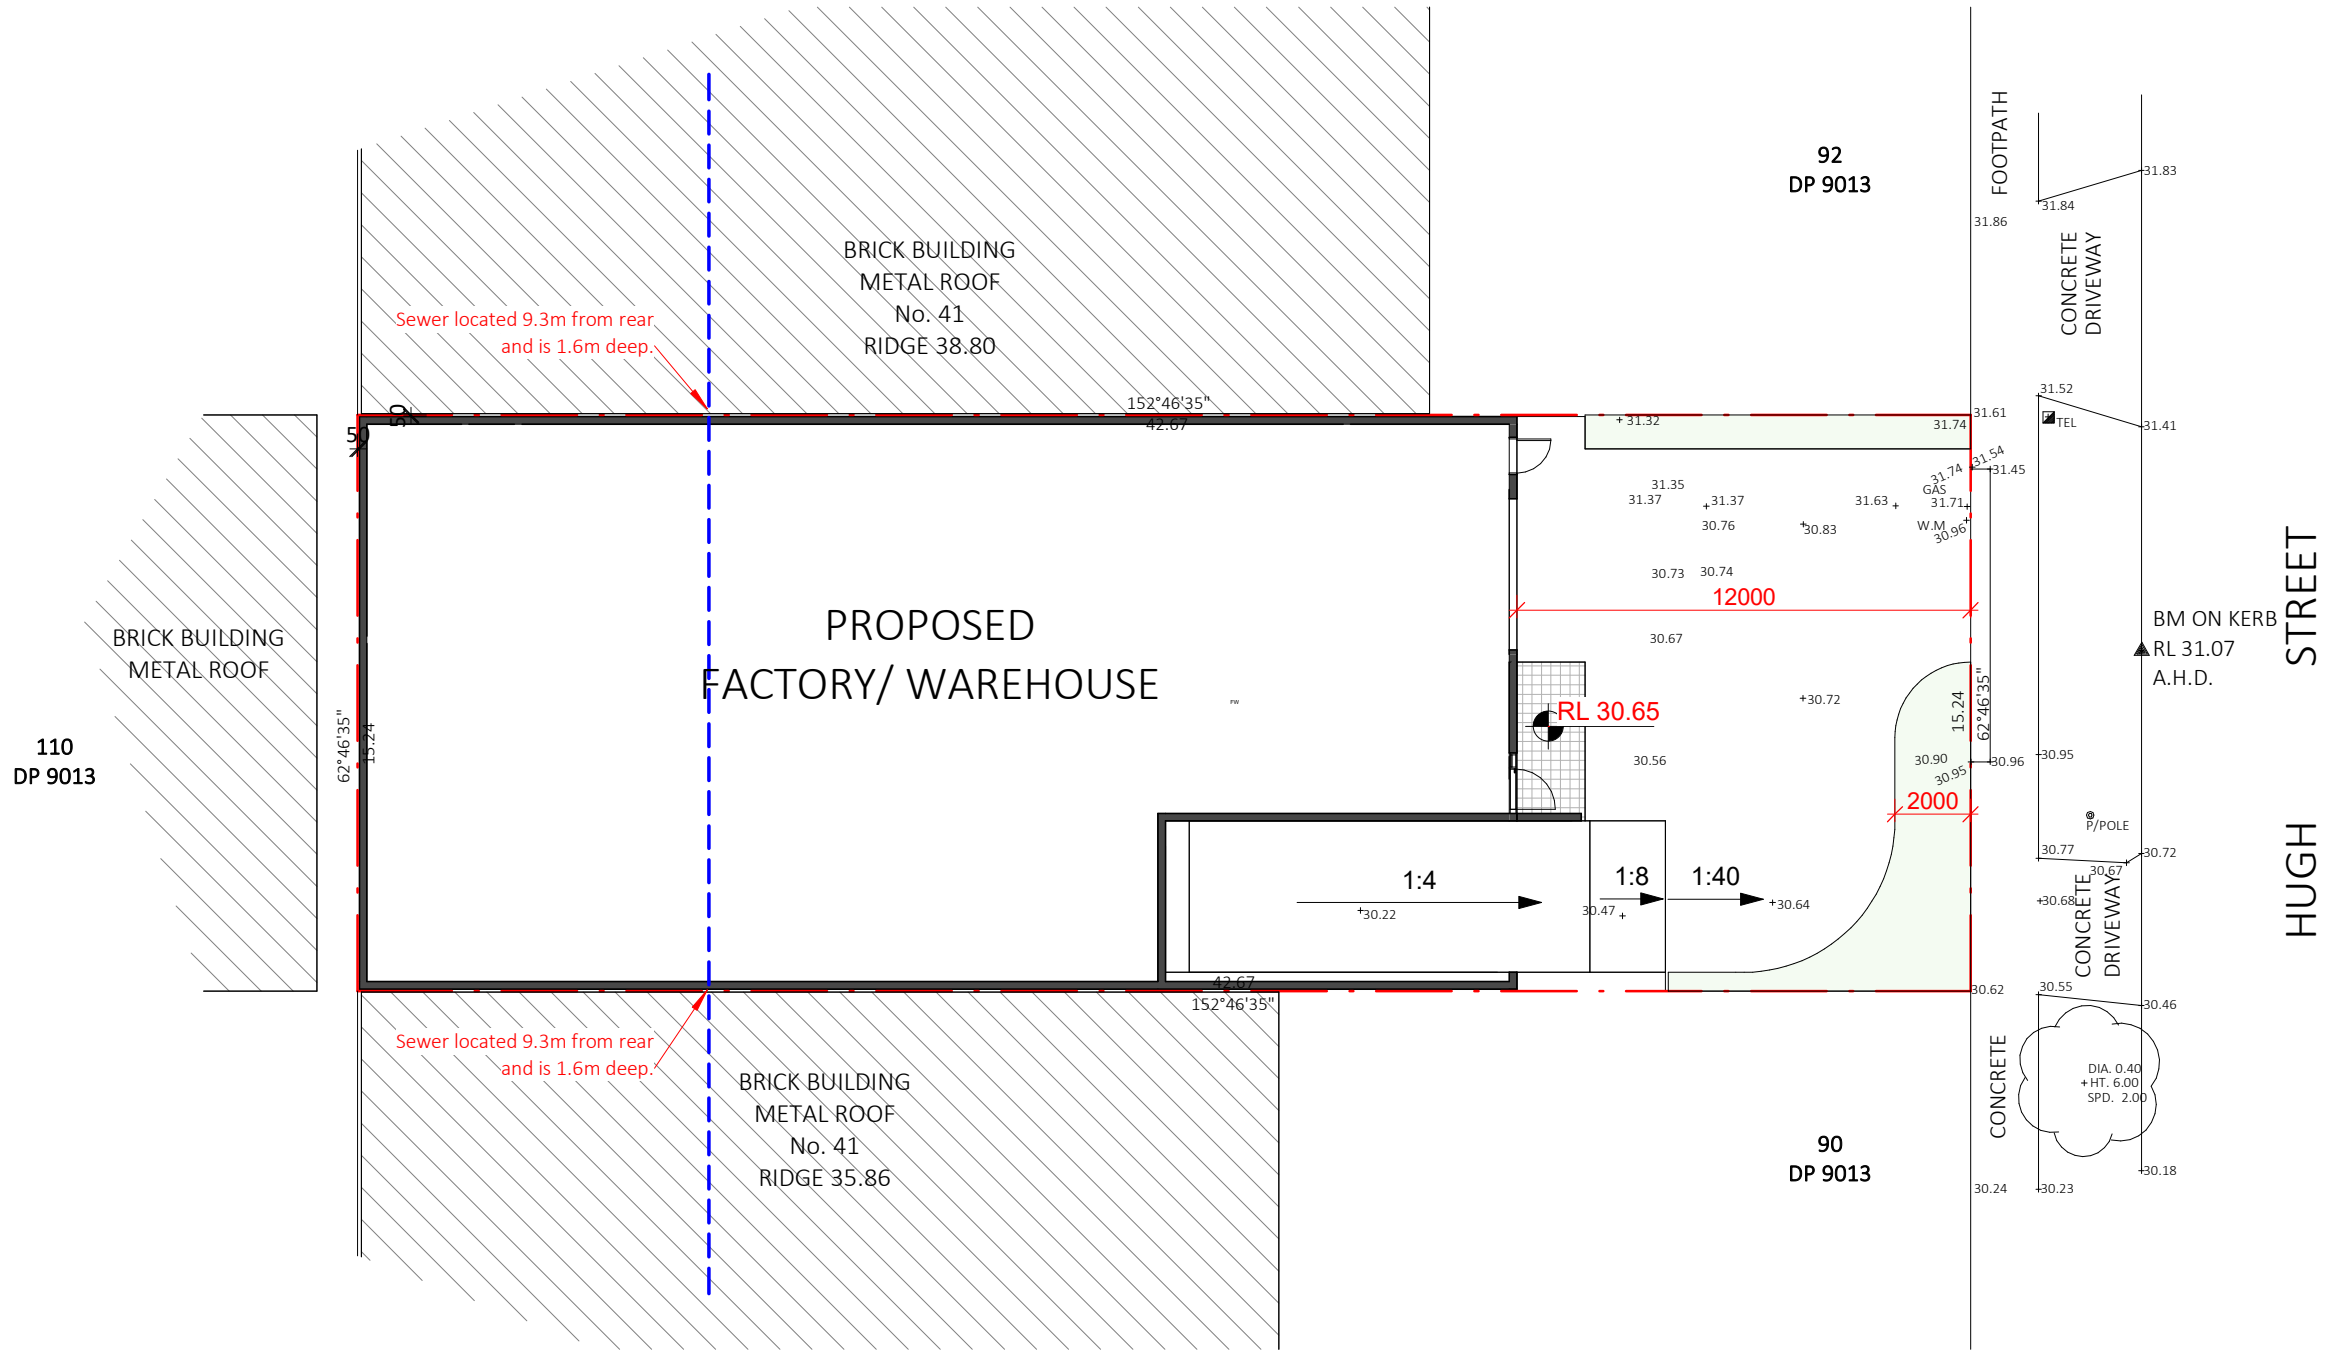 92
DP 9013
FOOTPATH
31.83
31.84
31.86
CONCRETE
DRIVEWAY
BRICK BUILDING
METAL ROOF
No. 41
RIDGE 38.80
Sewer located 9.3m from rear
and is 1.6m deep.
152°46'35"
42.67
50
50
31.52
31.61
31.74
31.32
TEL
31.41
31.54
31.45
31.74
GAS
31.71
31.35
31.37
31.37
31.63
30.76
30.83
W.M
30.96
30.73
30.74
12000
30.67
STREET
HUGH
BM ON KERB
RL 31.07
A.H.D.
PROPOSED
FACTORY/ WAREHOUSE
FW
BRICK BUILDING
METAL ROOF
110
DP 9013
62°46'35"
15.24
RL 30.65
30.72
15.24
62°46'35"
30.56
30.90
30.95
30.96
30.95
2000
P/POLE
30.77
30.72
30.67
1:4
1:8
1:40
30.22
30.47
30.64
30.68
CONCRETE
DRIVEWAY
42.67
152°46'35"
30.62
30.55
30.46
Sewer located 9.3m from rear
and is 1.6m deep.
BRICK BUILDING
METAL ROOF
No. 41
RIDGE 35.86
CONCRETE
DIA. 0.40
HT. 6.00
SPD. 2.00
90
DP 9013
30.18
30.24
30.23